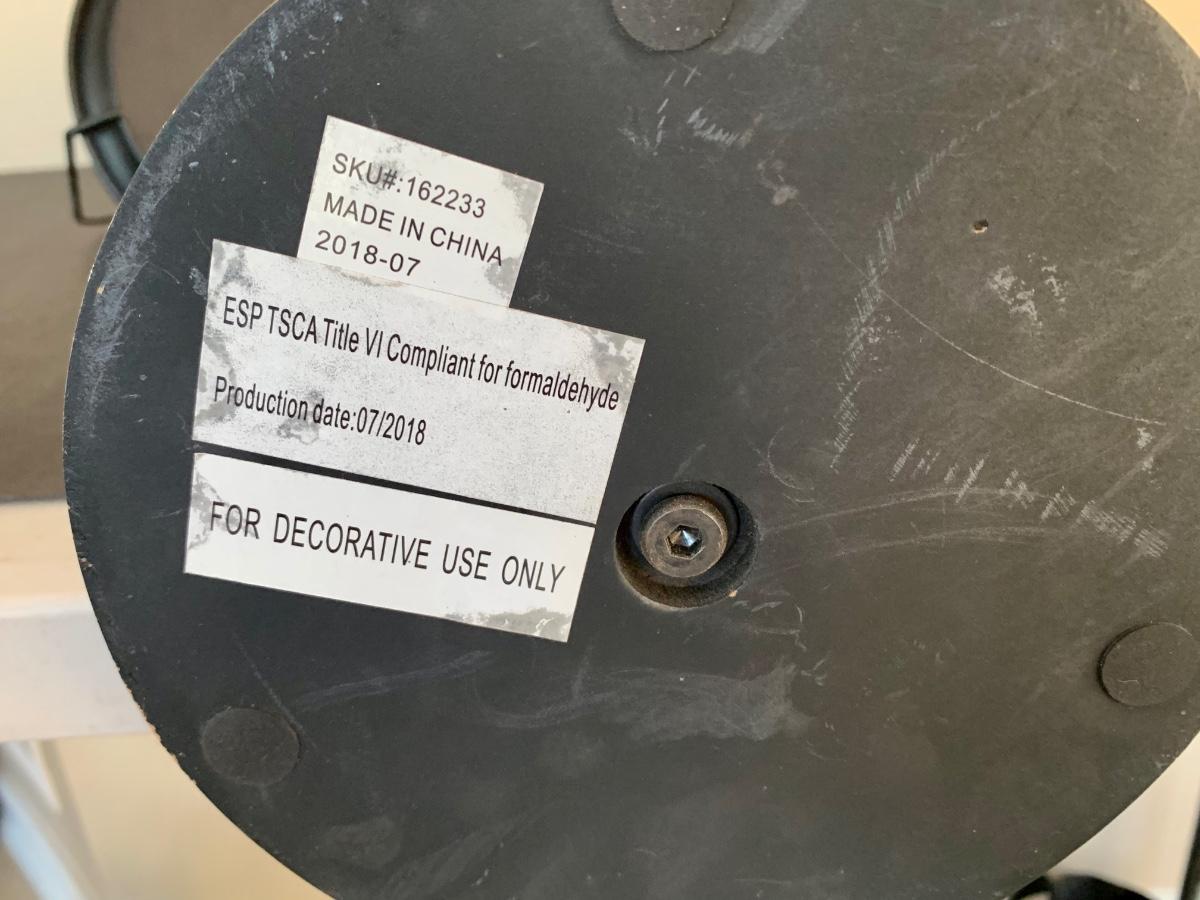 SKU#:162233
MADE IN CHINA
2018-07
ESP TSCA Title VI Compliant for formaldehyde
Production date:07/2018
FOR DECORATIVE USE ONLY